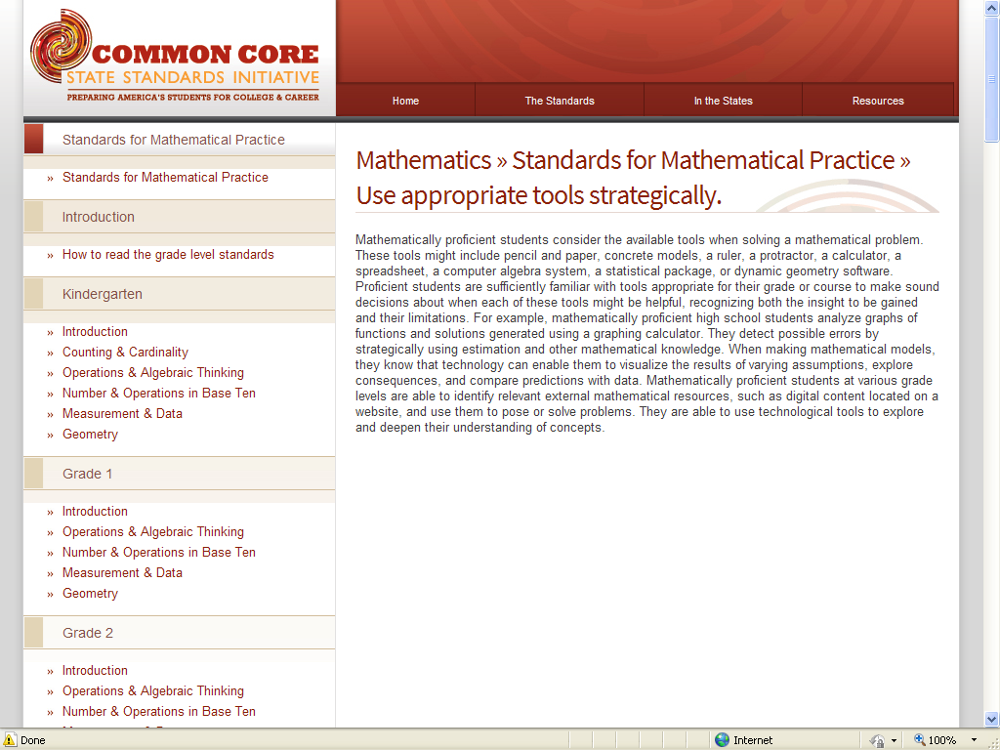 COMMON CORE
STATE STANDARDS INITIATIVE
PREPARING AMERICA'S STUDENTS FOR COLLEGE & CAREER
Home
The Standards
In the States
Resources
Standards for Mathematical Practice
» Standards for Mathematical Practice
Introduction
» How to read the grade level standards
Kindergarten
» Introduction
» Counting & Cardinality
» Operations & Algebraic Thinking
» Number & Operations in Base Ten
» Measurement & Data
» Geometry
Grade 1
» Introduction
» Operations & Algebraic Thinking
» Number & Operations in Base Ten
» Measurement & Data
» Geometry
Grade 2
» Introduction
» Operations & Algebraic Thinking
» Number & Operations in Base Ten
Mathematics » Standards for Mathematical Practice »
Use appropriate tools strategically.
Mathematically proficient students consider the available tools when solving a mathematical problem.
These tools might include pencil and paper, concrete models, a ruler, a protractor, a calculator, a
spreadsheet, a computer algebra system, a statistical package, or dynamic geometry software.
Proficient students are sufficiently familiar with tools appropriate for their grade or course to make sound
decisions about when each of these tools might be helpful, recognizing both the insight to be gained
and their limitations. For example, mathematically proficient high school students analyze graphs of
functions and solutions generated using a graphing calculator. They detect possible errors by
strategically using estimation and other mathematical knowledge. When making mathematical models,
they know that technology can enable them to visualize the results of varying assumptions, explore
consequences, and compare predictions with data. Mathematically proficient students at various grade
levels are able to identify relevant external mathematical resources, such as digital content located on a
website, and use them to pose or solve problems. They are able to use technological tools to explore
and deepen their understanding of concepts.
Done
Internet
100%